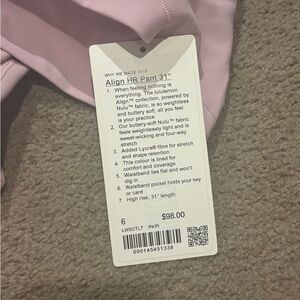 WHY WE MADE THIS
Align HR Pant 31"
1. When feeling nothing is
everything. The lululemon
Align™ collection, powered by
Nulu™ fabric, is so weightless
and buttery soft, all you feel
is your practice
2. Our buttery-soft Nulu™ fabric
feels weightlessly light and is
sweat-wicking and four-way
stretch
3. Added Lycra® fibre for stretch
and shape retention
4. This colour is lined for
comfort and coverage
5. Waistband lies flat and won't
dig in
6. Waistband pocket holds your key
or card
7. High rise, 31" length
6 $98.00
LW5GTLT PKPI
000145451338